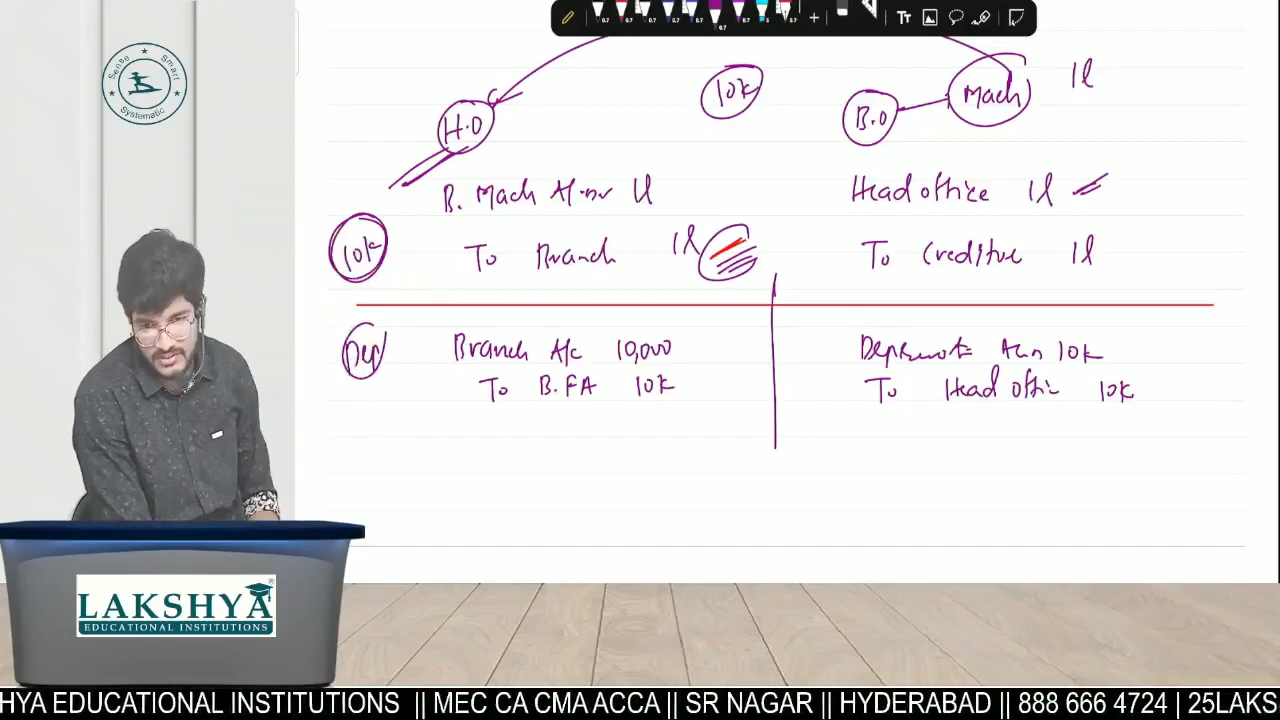 Sense Smart
Systematic
H.O
10k
B.O
Mach
1l
B. Mach A/c Dr 1l
Head office 1l
10k
To Branch 1l
To Creditor 1l
Dep
Branch A/c 10,000
10k
To B.FA 10k
To Head offic 10k
LAKSHYA
EDUCATIONAL INSTITUTIONS
HYA EDUCATIONAL INSTITUTIONS || MEC CA CMA ACCA || SR NAGAR || HYDERABAD || 888 666 4724 | 25LAKS